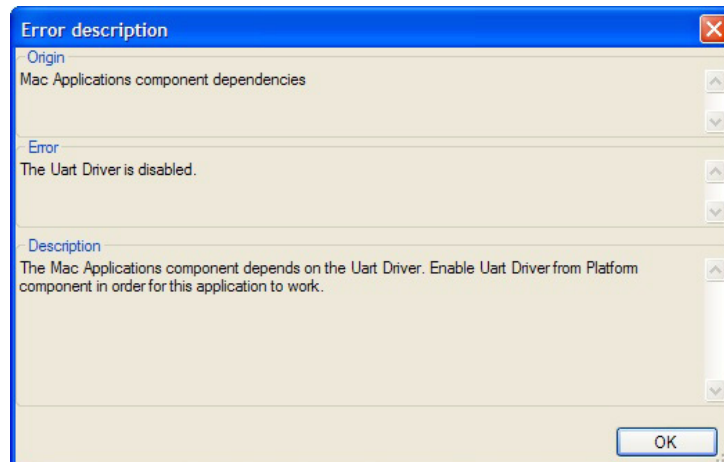 Error description
Origin
Mac Applications component dependencies
Error
The Uart Driver is disabled.
Description
The Mac Applications component depends on the Uart Driver. Enable Uart Driver from Platform
component in order for this application to work.
OK